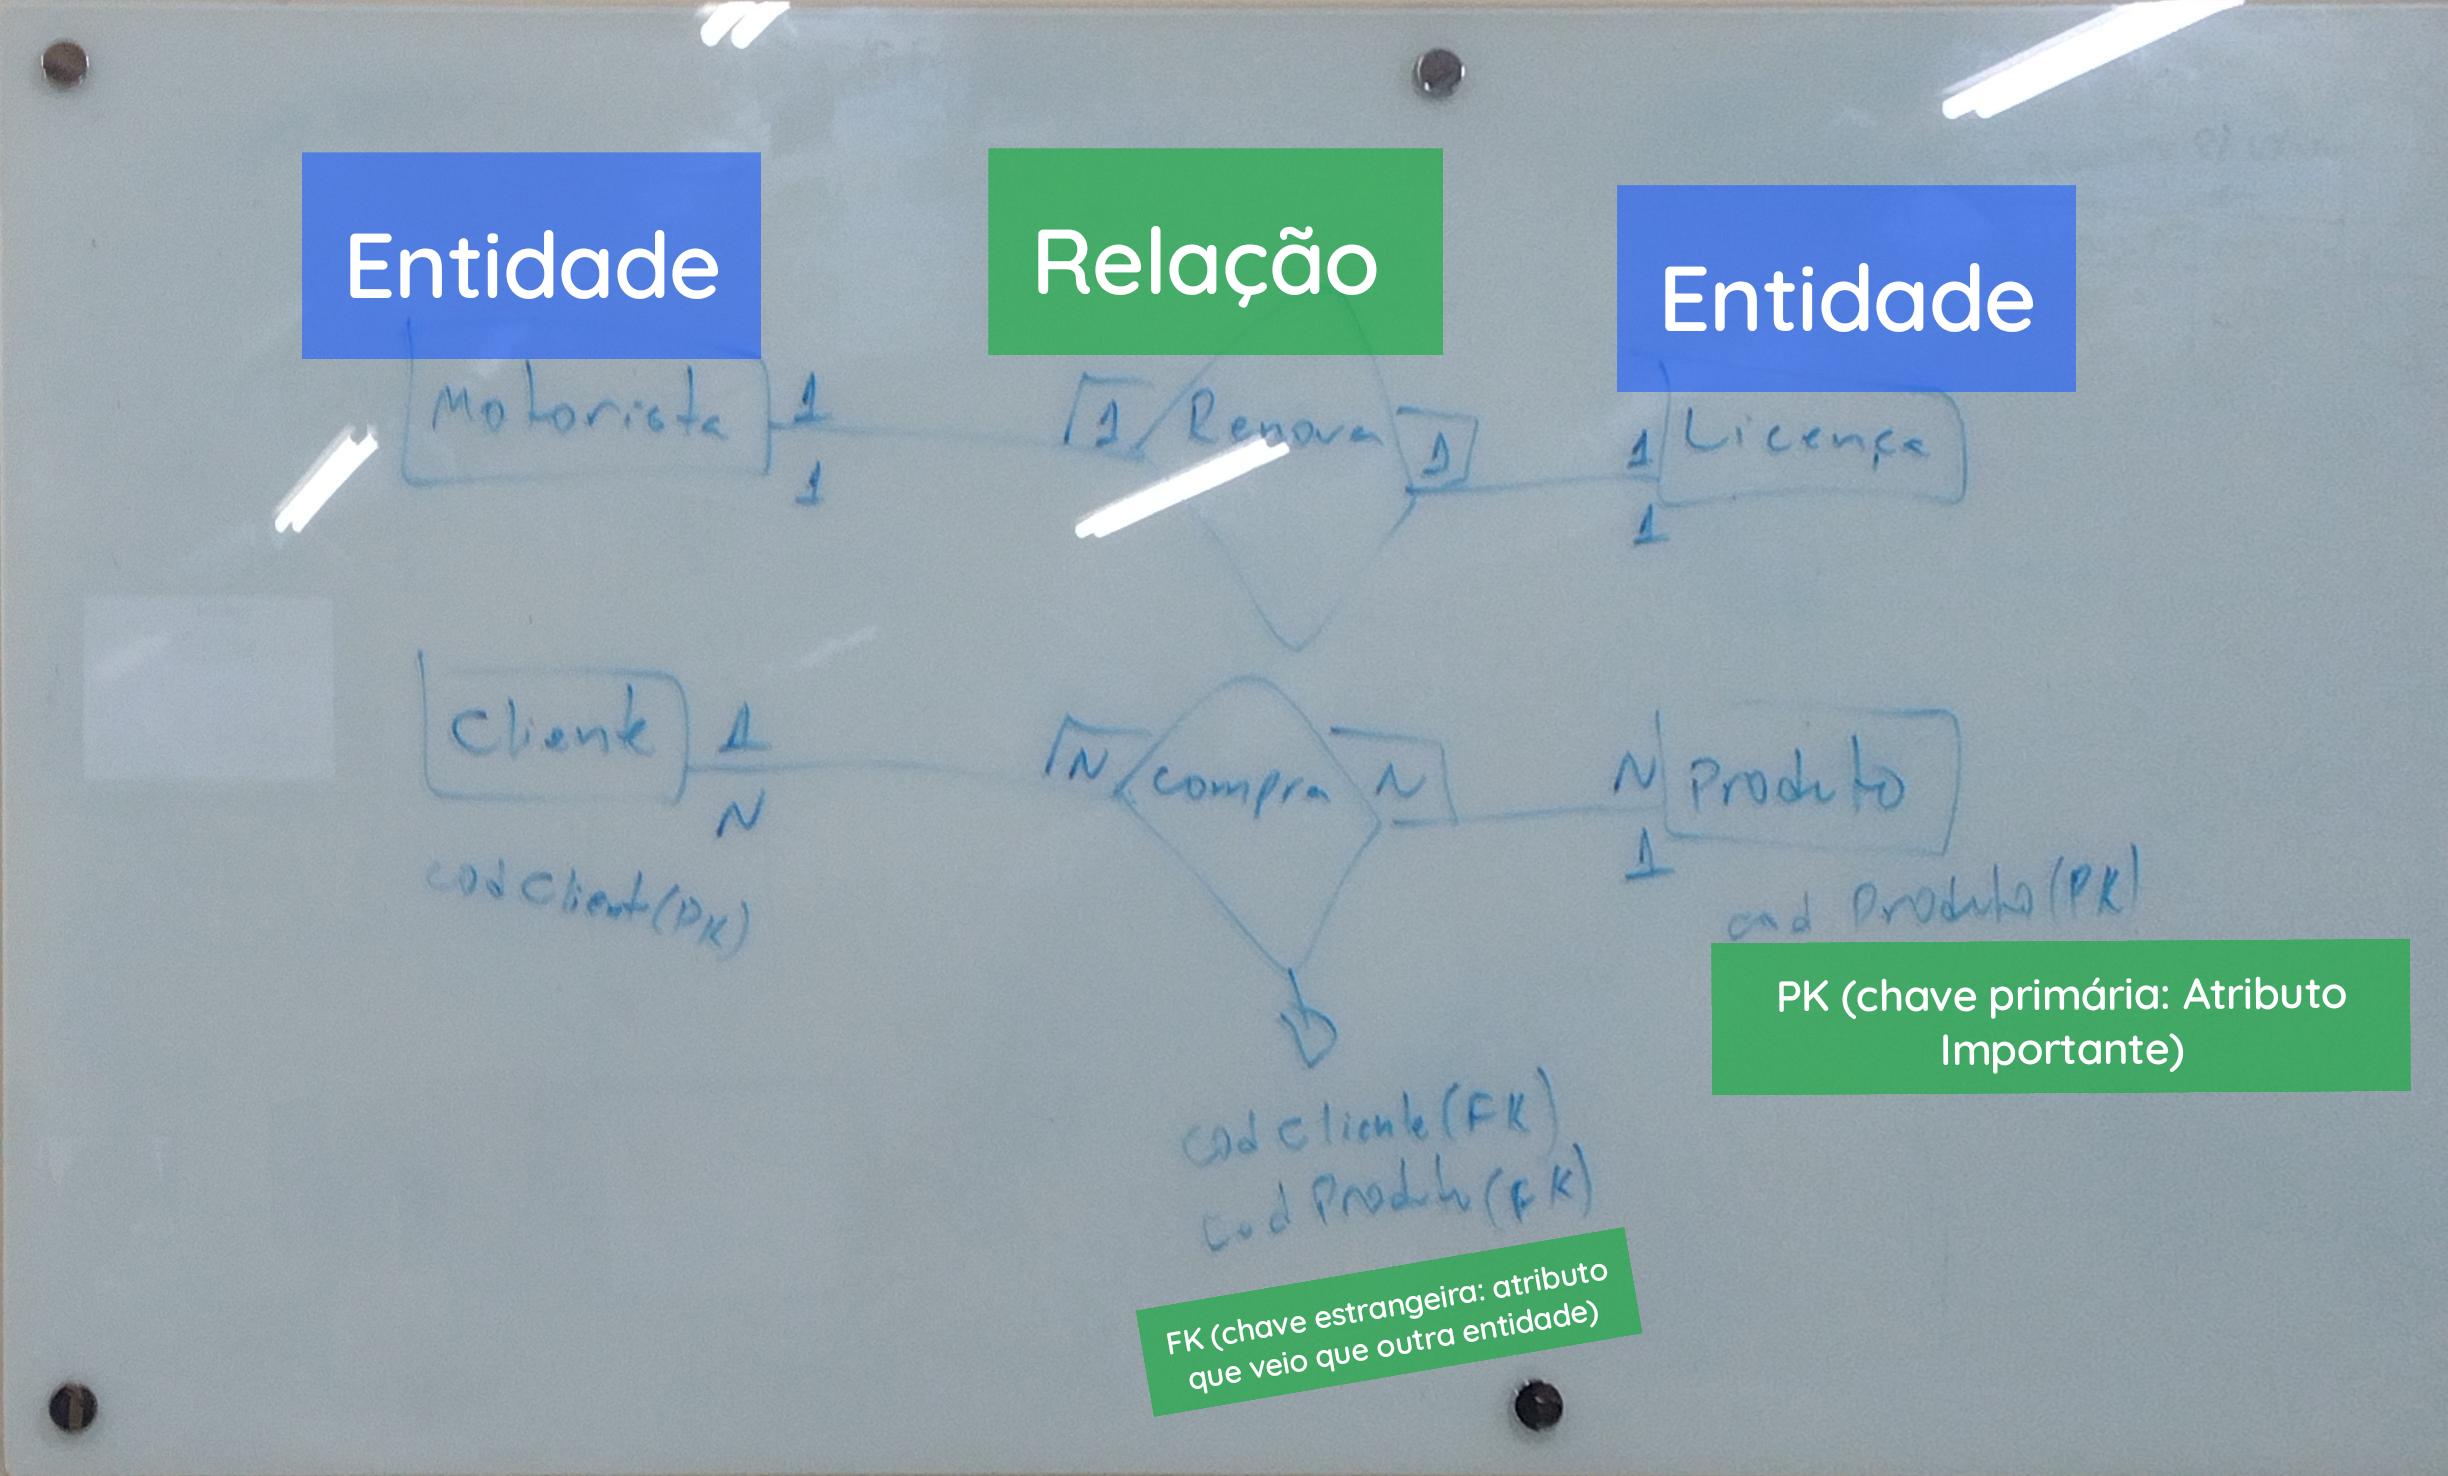 Entidade
Relação
Entidade
Motorista 1 1 Renova 1 1 Licença
1 1
Cliente 1 N compra N N Produto
N 1
cod Client(PK)
cod Produto(PK)
PK (chave primária: Atributo
Importante)
cod Cliente(FK)
cod Produto(FK)
FK (chave estrangeira: atributo
que veio que outra entidade)